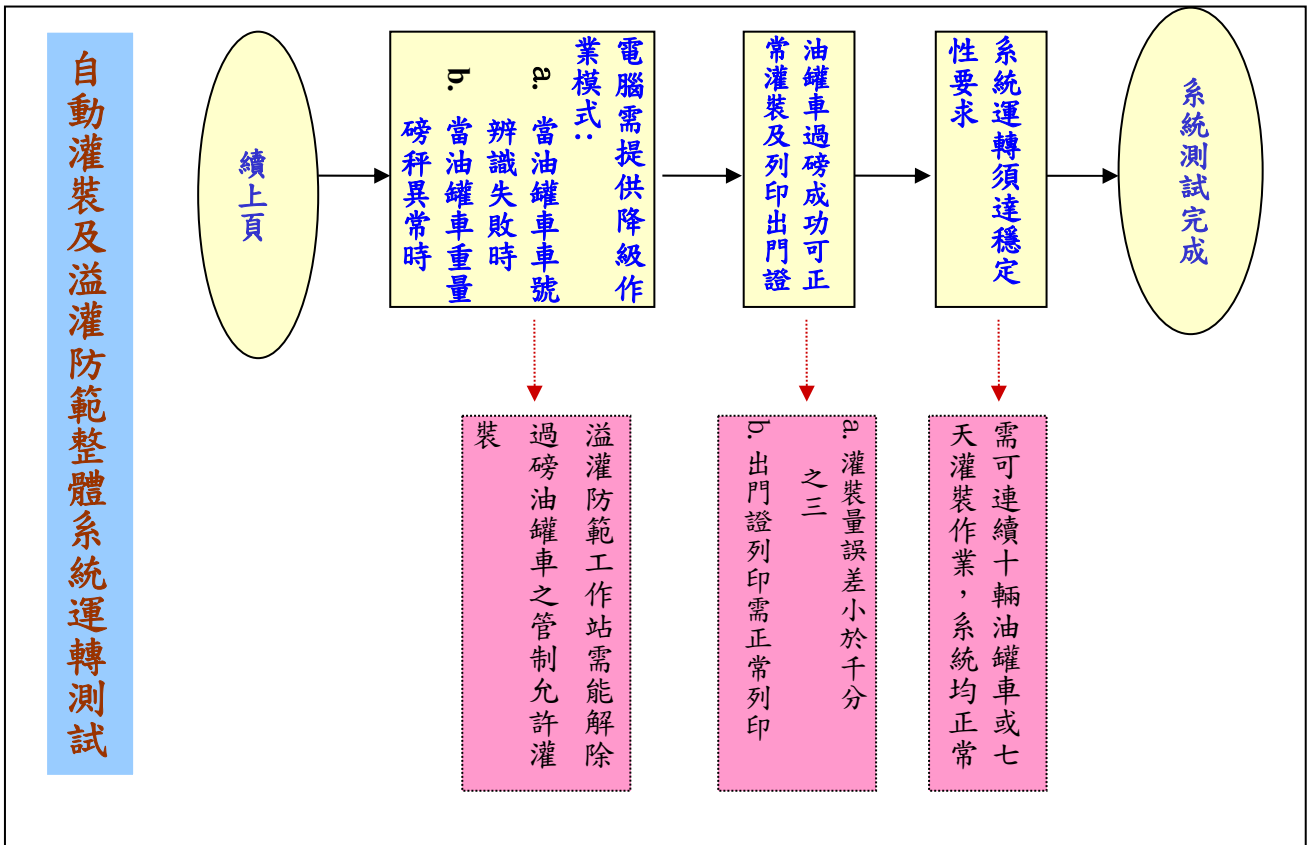 自動灌裝及溢灌防範整體系統運轉測試
續上頁
電腦需提供降級作
業模式：
a. 當油罐車車號
辨識失敗時
b. 當油罐車重量
磅秤異常時
油罐車過磅成功可正
常灌裝及列印出門證
系統運轉須達穩定
性要求
系統測試完成
溢灌防範工作站需能解除
過磅油罐車之管制允許灌
裝
a. 灌裝量誤差小於千分
之三
b. 出門證列印需正常列印
需可連續十輛油罐車或七
天灌裝作業，系統均正常